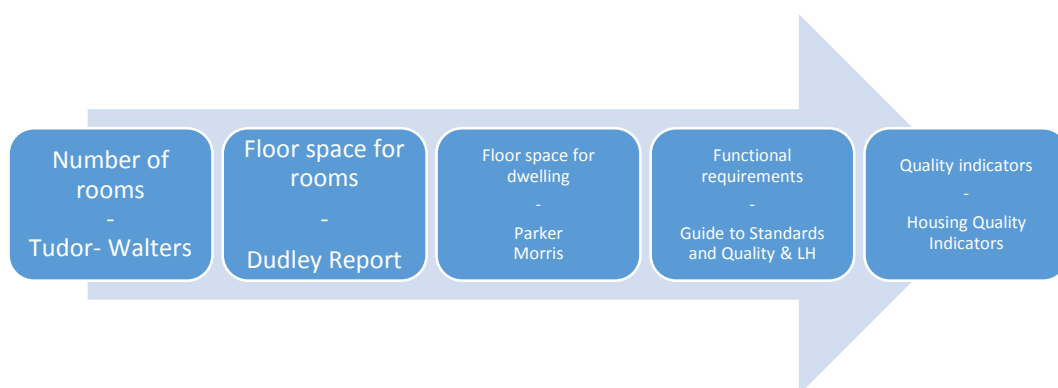 Number of
rooms
-
Tudor- Walters
Floor space for
rooms
-
Dudley Report
Floor space for
dwelling
-
Parker
Morris
Functional
requirements
-
Guide to Standards
and Quality & LH
Quality indicators
-
Housing Quality
Indicators